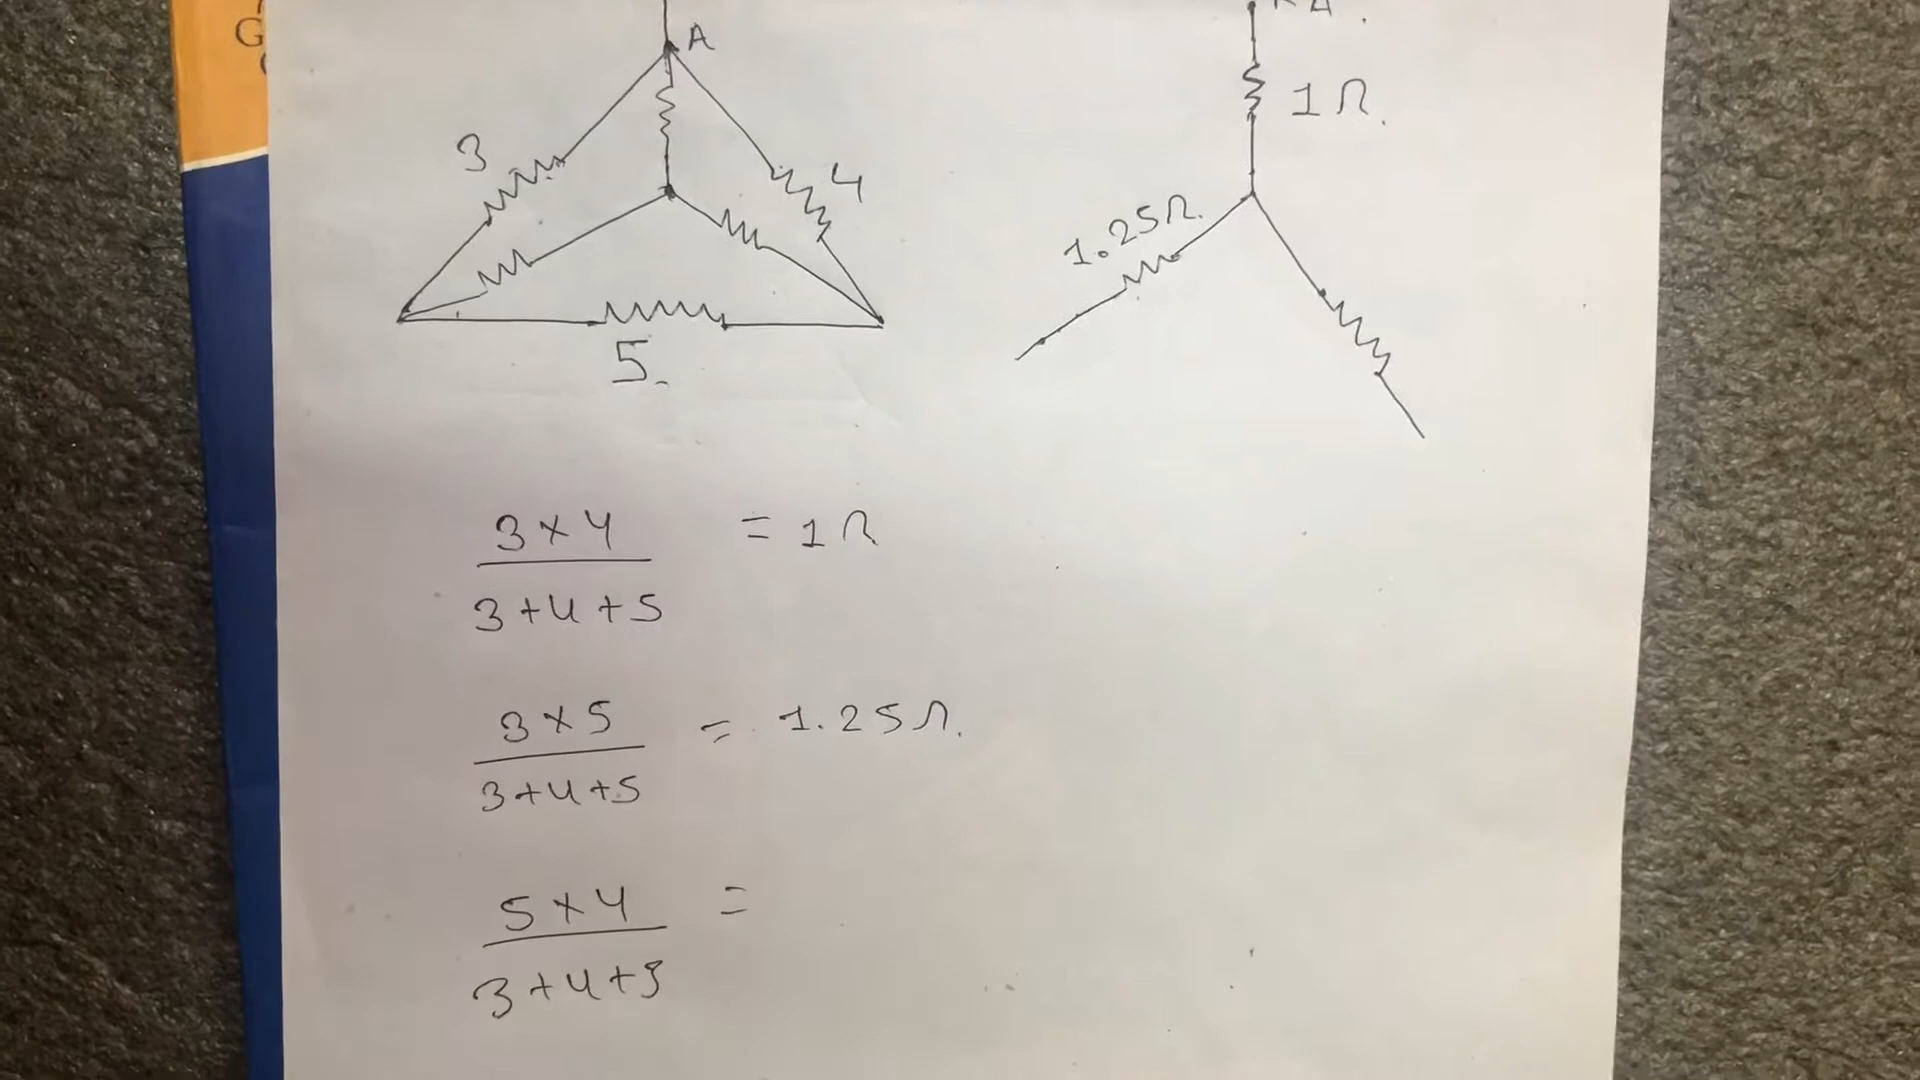 G
A
3
4
5.
1Ω.
1.25Ω.
3×4 = 1Ω
3+4+5
3×5 = 1.25Ω.
3+4+5
5×4 =
3+4+5